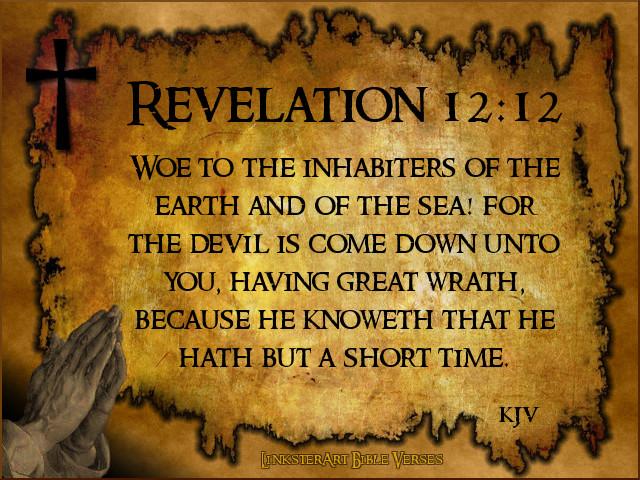 Revelation 12:12
Woe to the inhabiters of the
earth and of the sea! for
the devil is come down unto
you, having great wrath,
because he knoweth that he
hath but a short time.
KJV
LinksterArt Bible Verses